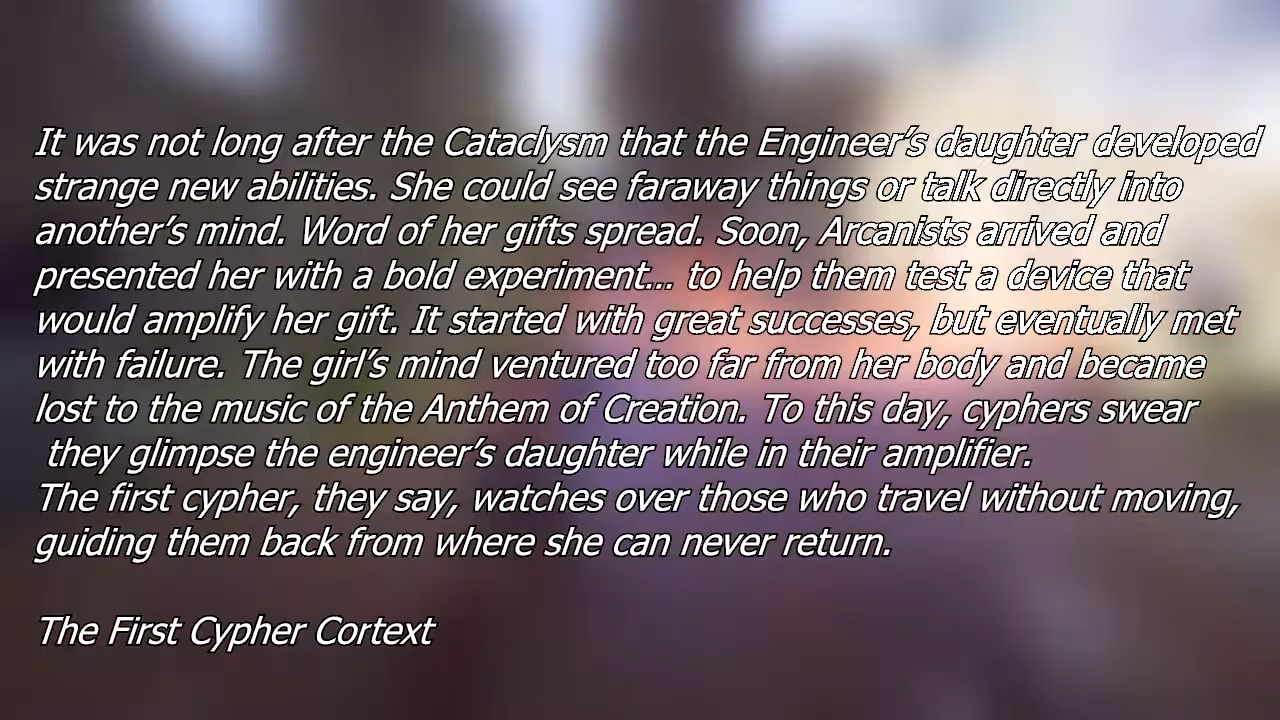 It was not long after the Cataclysm that the Engineer’s daughter developed
strange new abilities. She could see faraway things or talk directly into
another’s mind. Word of her gifts spread. Soon, Arcanists arrived and
presented her with a bold experiment... to help them test a device that
would amplify her gift. It started with great successes, but eventually met
with failure. The girl’s mind ventured too far from her body and became
lost to the music of the Anthem of Creation. To this day, cyphers swear
they glimpse the engineer’s daughter while in their amplifier.
The first cypher, they say, watches over those who travel without moving,
guiding them back from where she can never return.
The First Cypher Cortext